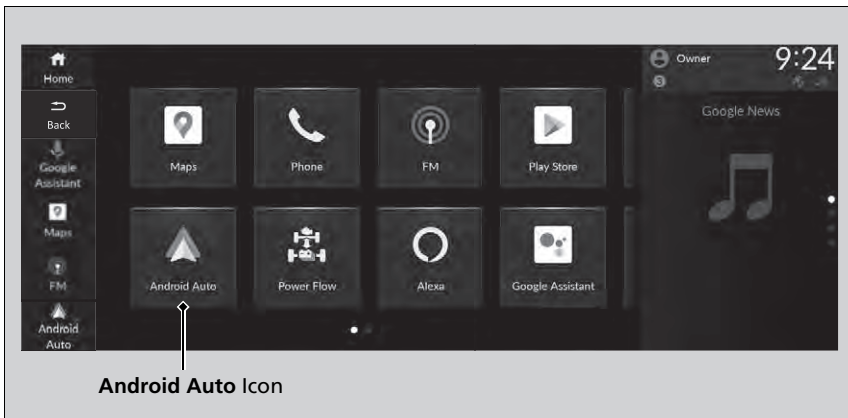 Home
Back
Google
Assistant
Maps
FM
Android
Auto
Maps
Phone
FM
Play Store
Android Auto
Power Flow
Alexa
Google Assistant
Owner
9:24
Google News
Android Auto Icon